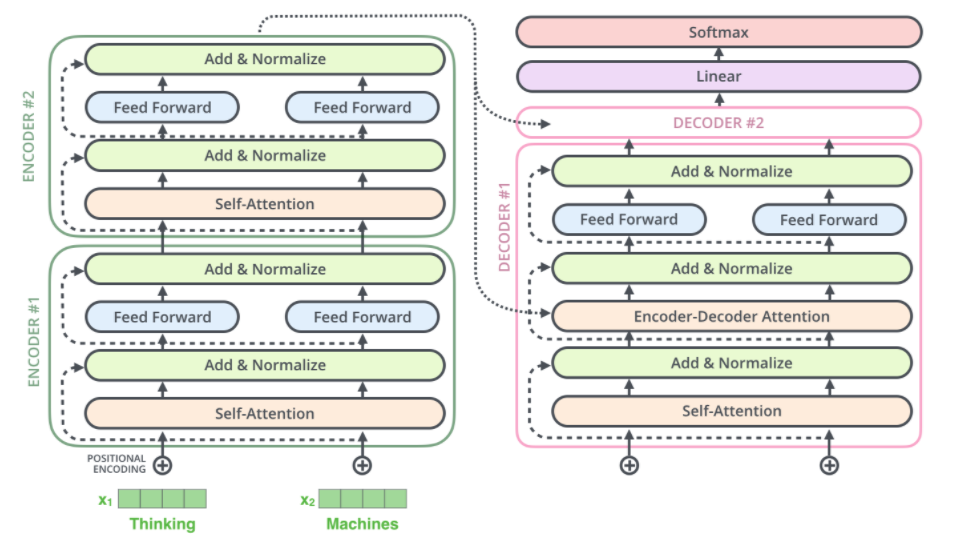 ENCODER #2
Add & Normalize
Feed Forward
Feed Forward
Add & Normalize
Self-Attention
ENCODER #1
Add & Normalize
Feed Forward
Feed Forward
Add & Normalize
Self-Attention
POSITIONAL
ENCODING
x₁
x₂
Thinking
Machines
Softmax
Linear
DECODER #2
DECODER #1
Add & Normalize
Feed Forward
Feed Forward
Add & Normalize
Encoder-Decoder Attention
Add & Normalize
Self-Attention